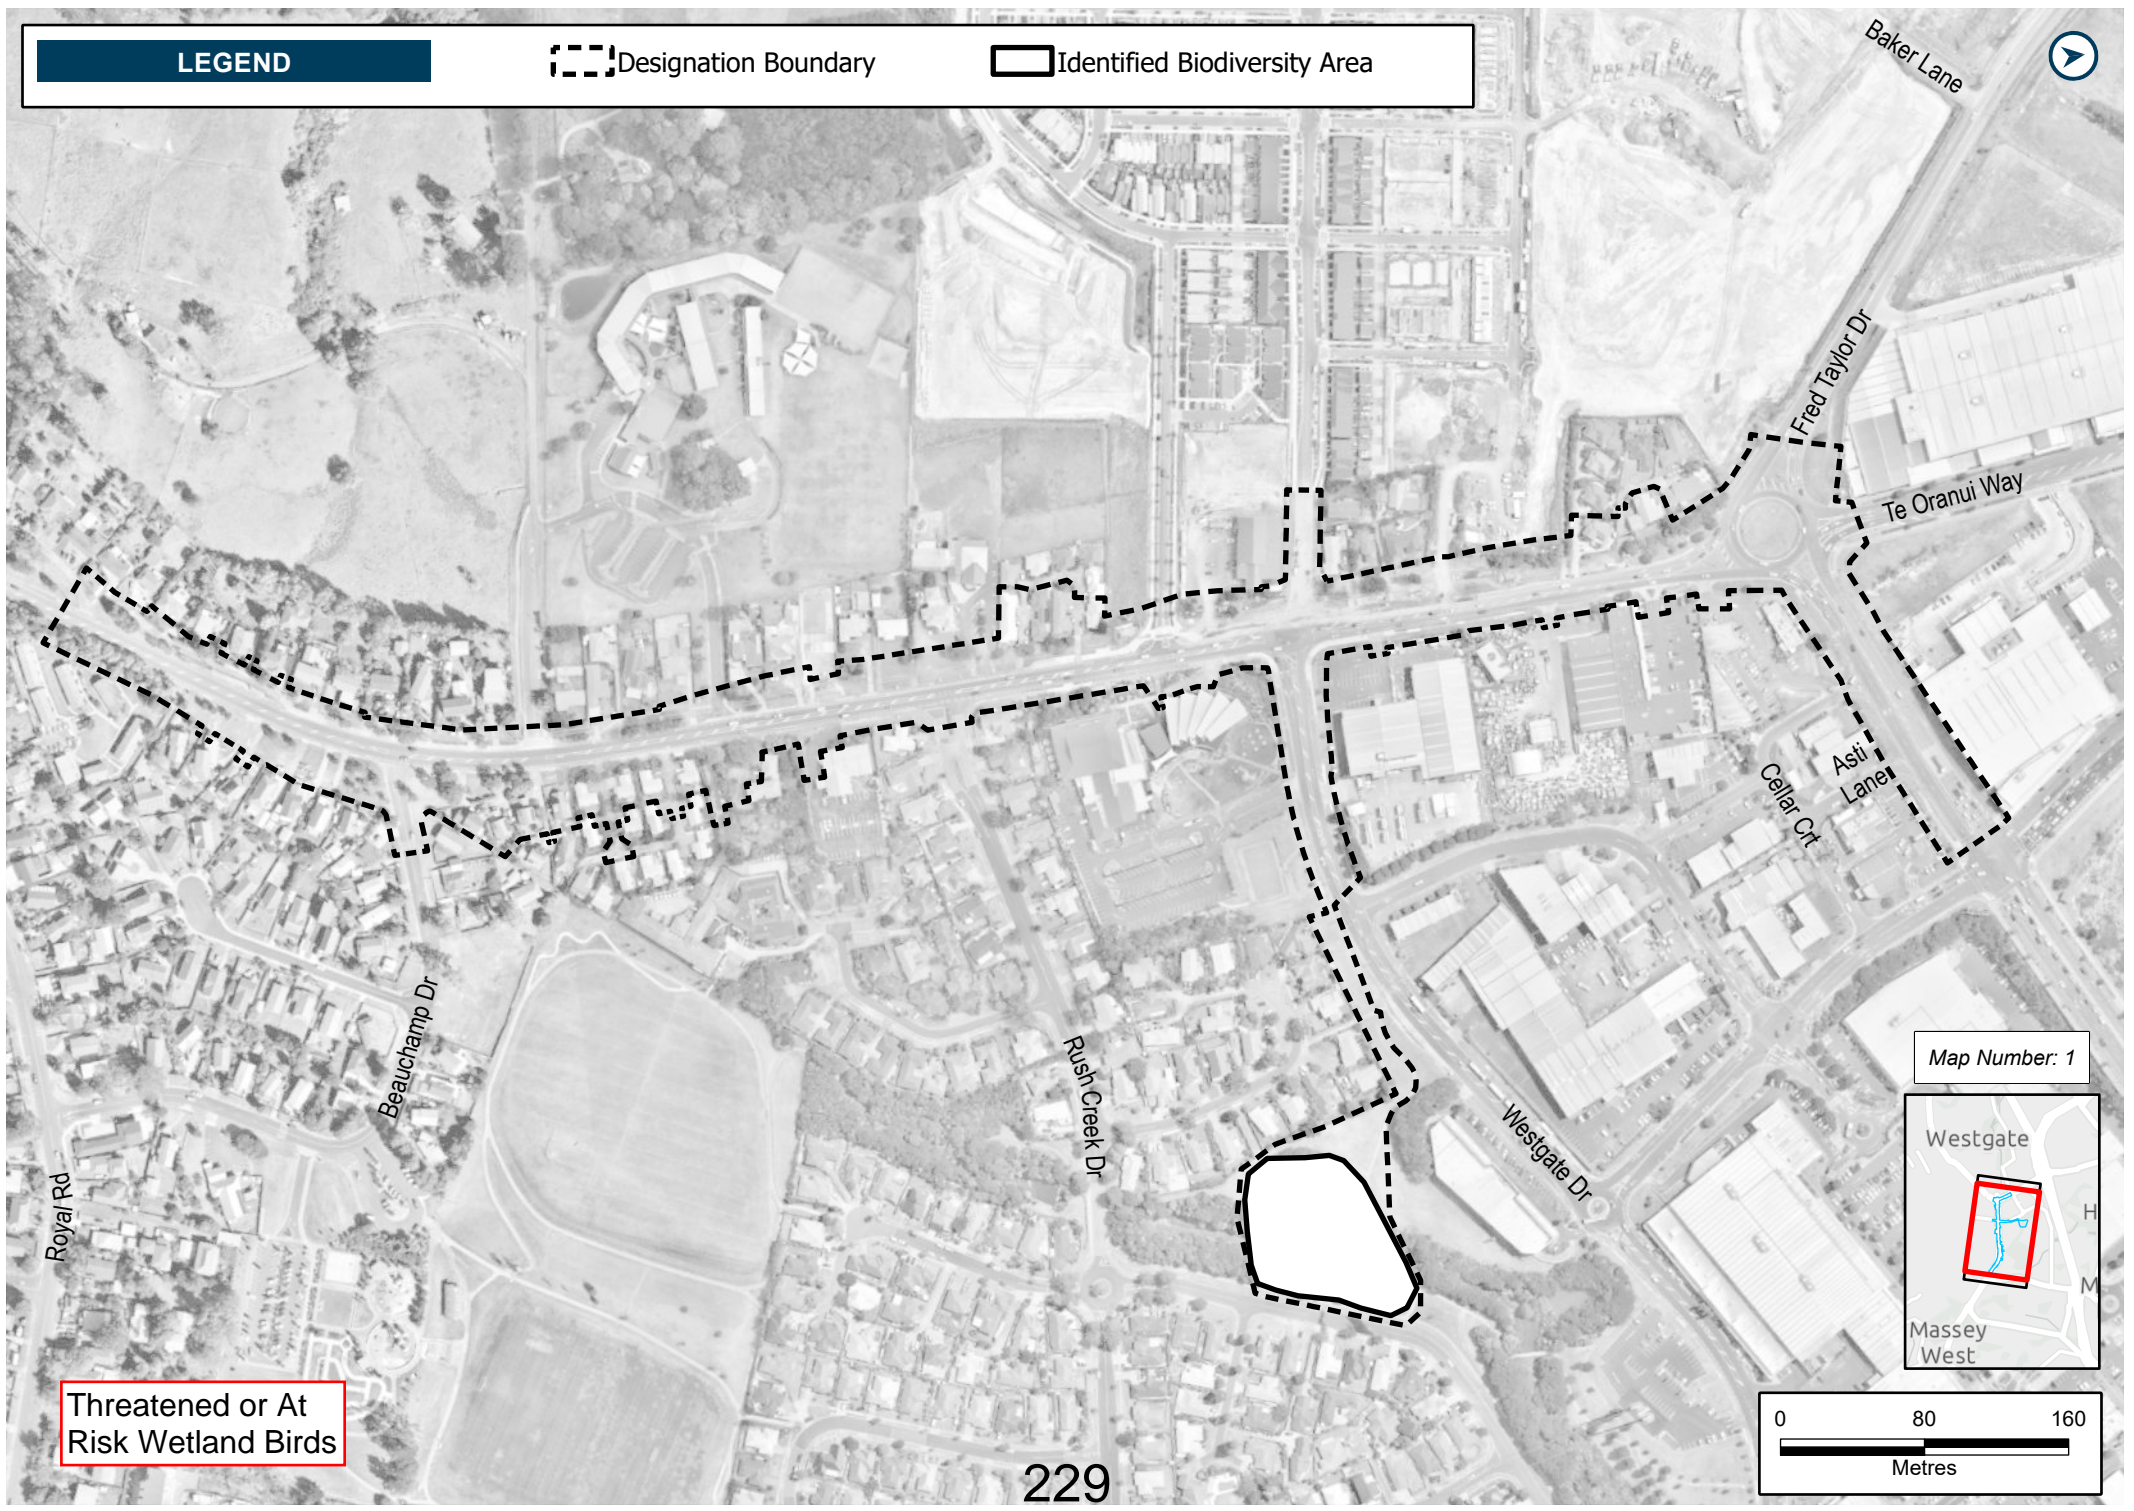 LEGEND
Designation Boundary
Identified Biodiversity Area
Baker Lane
Fred Taylor Dr
Te Oranui Way
Asti
Lane
Cellar Crt
Beauchamp Dr
Rush Creek Dr
Westgate Dr
Royal Rd
Map Number: 1
Westgate
H
M
Massey
West
Threatened or At
Risk Wetland Birds
0 80 160
Metres
229